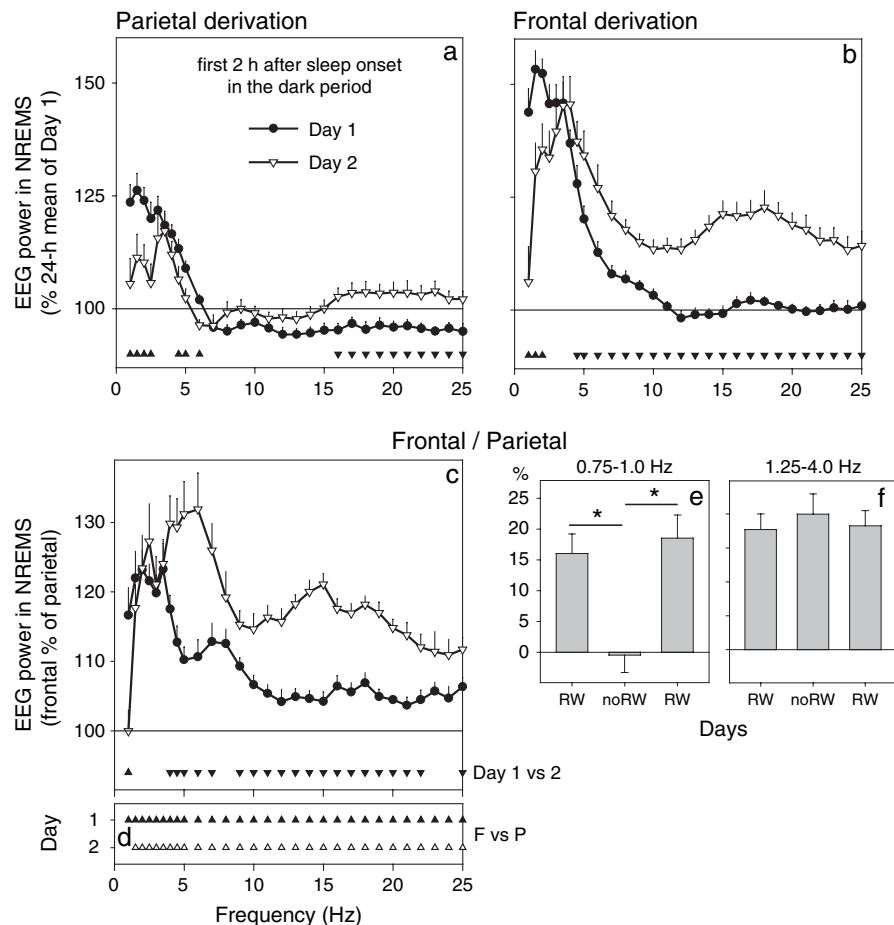 Parietal derivation
Frontal derivation
a
b
first 2 h after sleep onset
in the dark period
Day 1
Day 2
EEG power in NREMS
(% 24-h mean of Day 1)
150
125
100
0 5 10 15 20 25
0 5 10 15 20 25
Frontal / Parietal
c
EEG power in NREMS
(frontal % of parietal)
130
120
110
100
Day 1 vs 2
% 0.75-1.0 Hz 1.25-4.0 Hz
e
f
25
20
15
10
5
0
* *
RW noRW RW RW noRW RW
Days
Day
1
2
d
F vs P
0 5 10 15 20 25
Frequency (Hz)